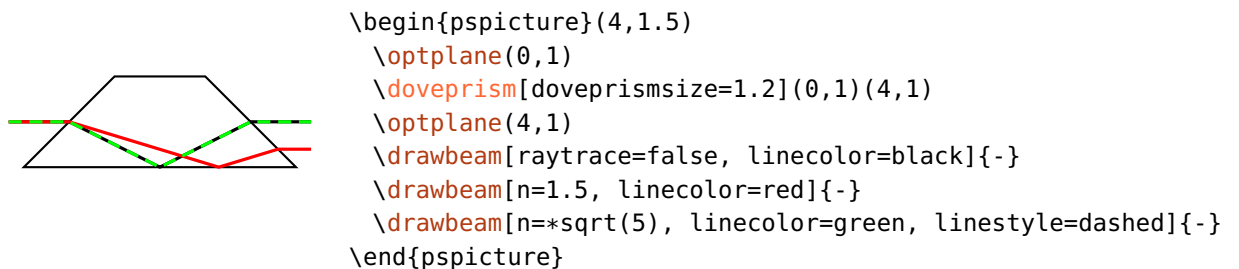 \begin{pspicture}(4,1.5)
\optplane(0,1)
\doveprism[doveprismsize=1.2](0,1)(4,1)
\optplane(4,1)
\drawbeam[raytrace=false, linecolor=black]{-}
\drawbeam[n=1.5, linecolor=red]{-}
\drawbeam[n=*sqrt(5), linecolor=green, linestyle=dashed]{-}
\end{pspicture}